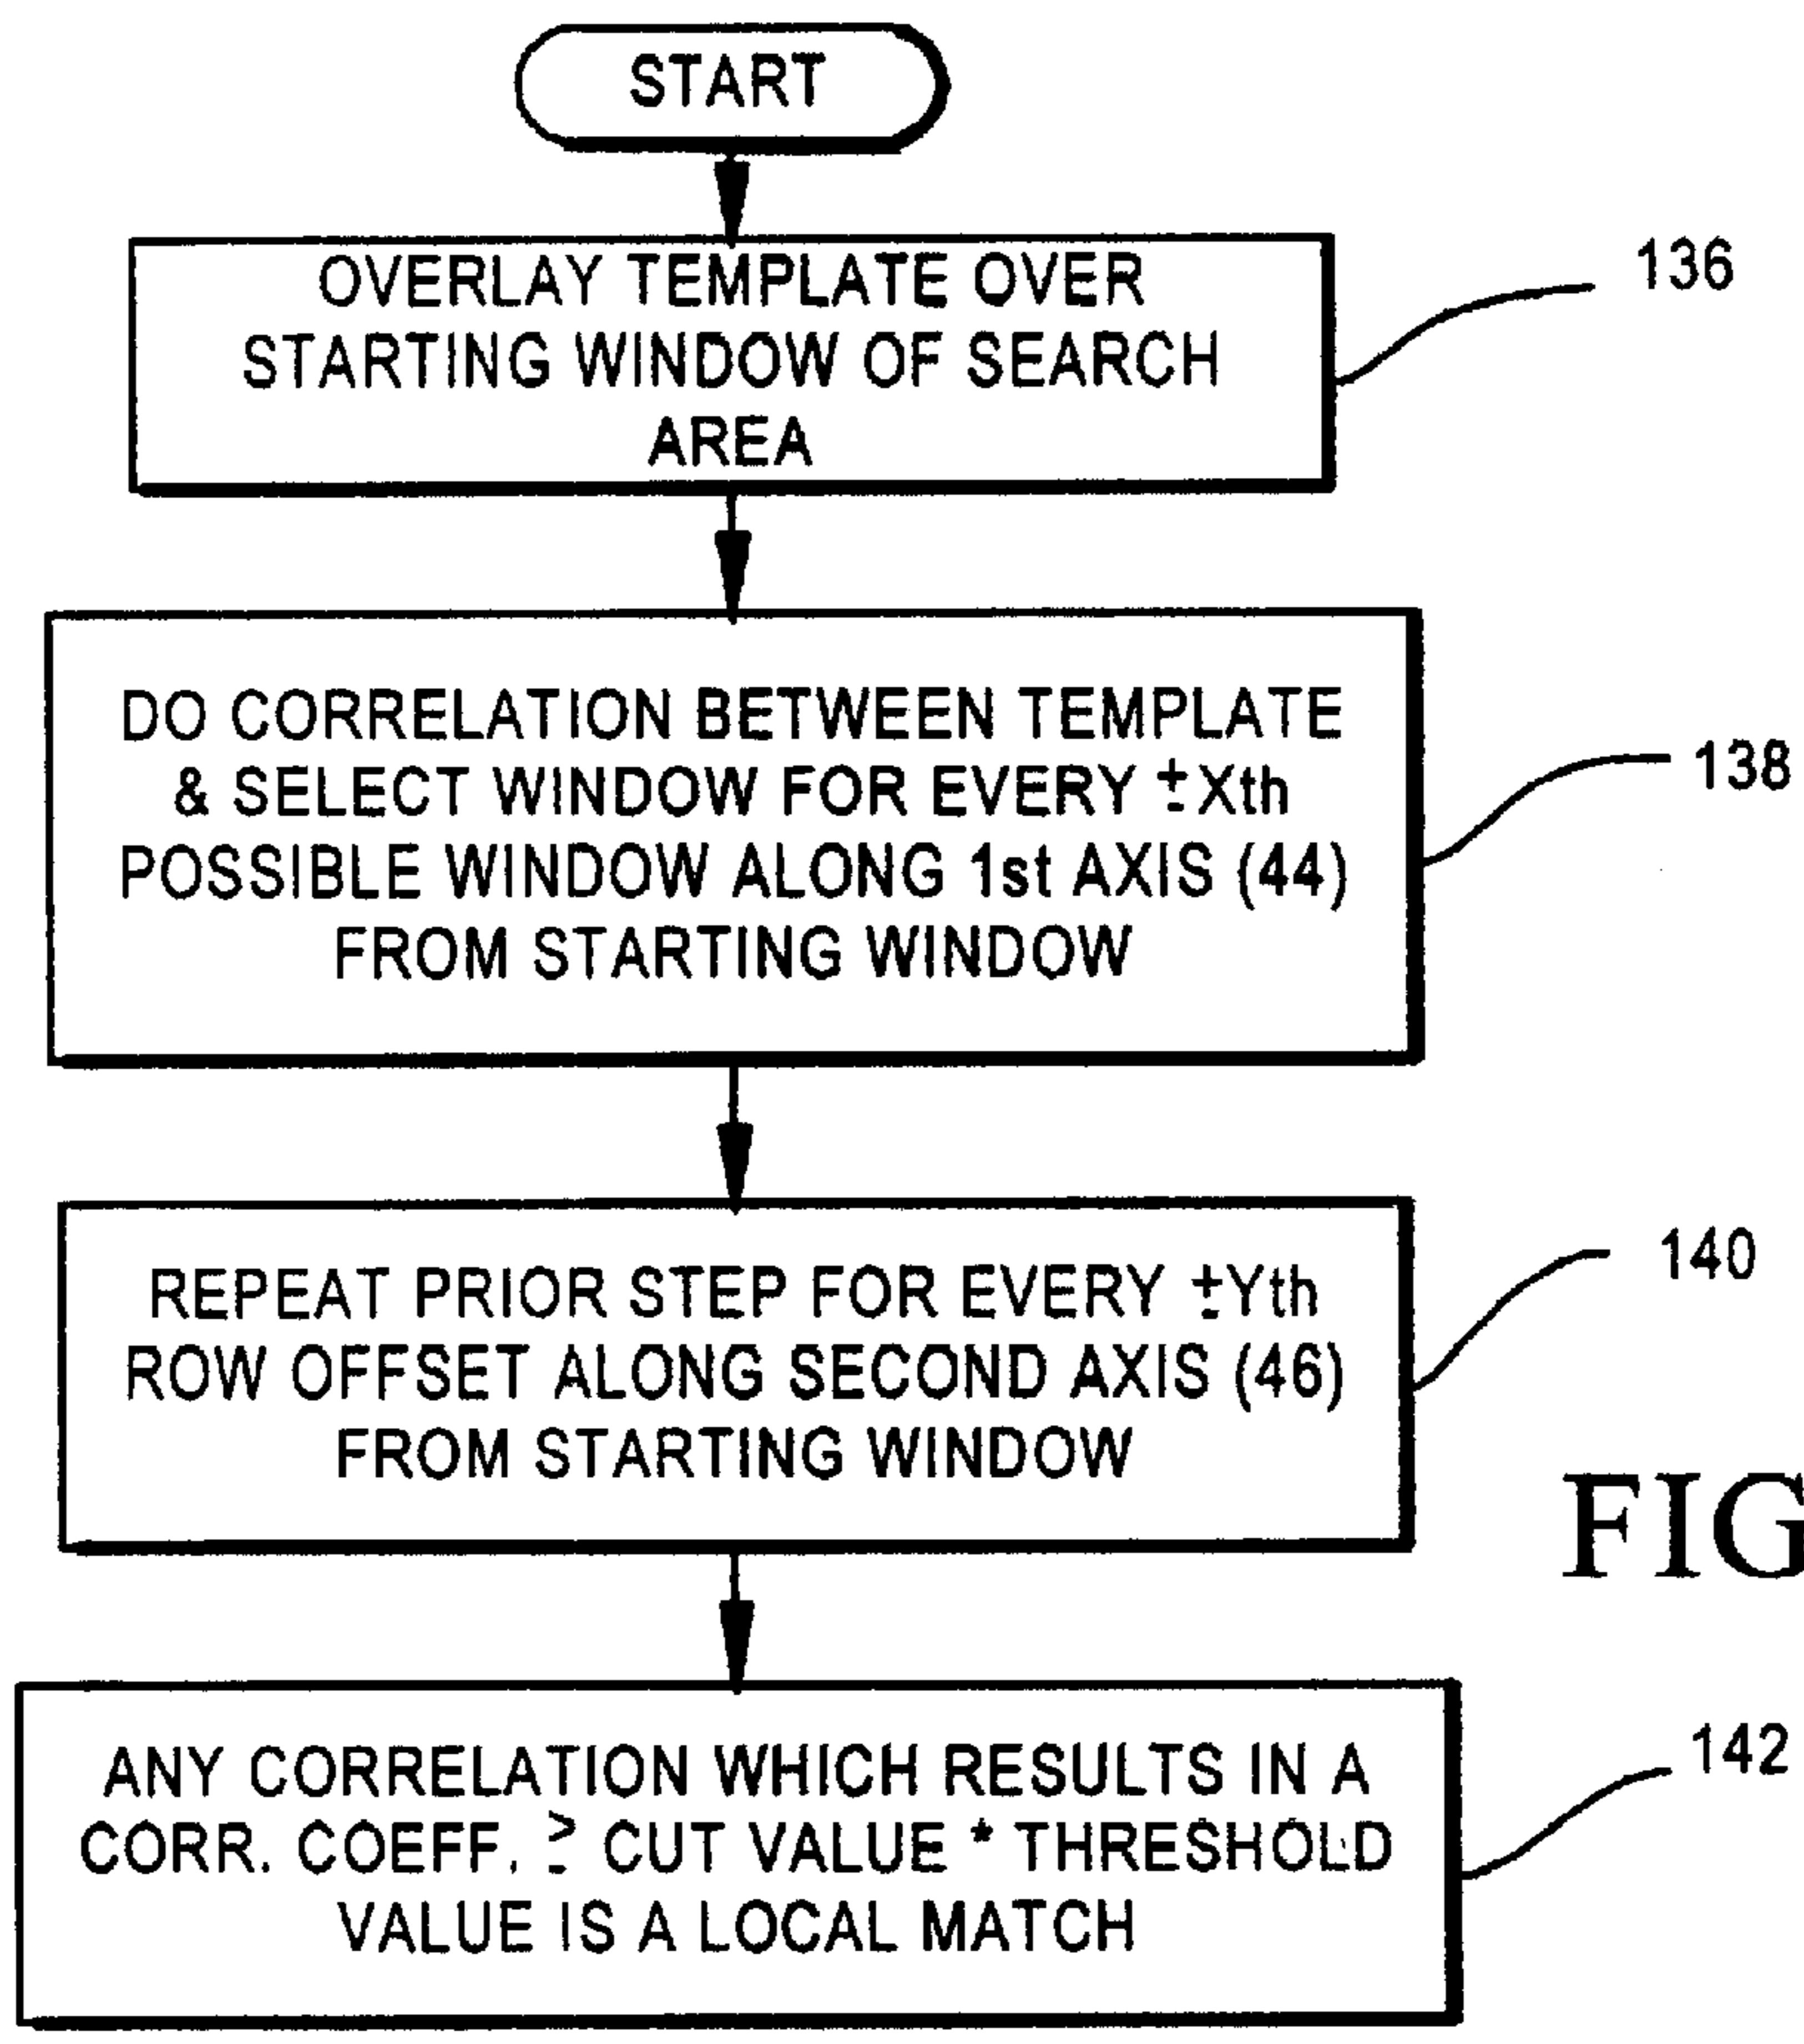 START
OVERLAY TEMPLATE OVER
STARTING WINDOW OF SEARCH
AREA
136
DO CORRELATION BETWEEN TEMPLATE
& SELECT WINDOW FOR EVERY ±Xth
POSSIBLE WINDOW ALONG 1st AXIS (44)
FROM STARTING WINDOW
138
REPEAT PRIOR STEP FOR EVERY ±Yth
ROW OFFSET ALONG SECOND AXIS (46)
FROM STARTING WINDOW
140
FIG
ANY CORRELATION WHICH RESULTS IN A
CORR. COEFF. ≥ CUT VALUE * THRESHOLD
VALUE IS A LOCAL MATCH
142